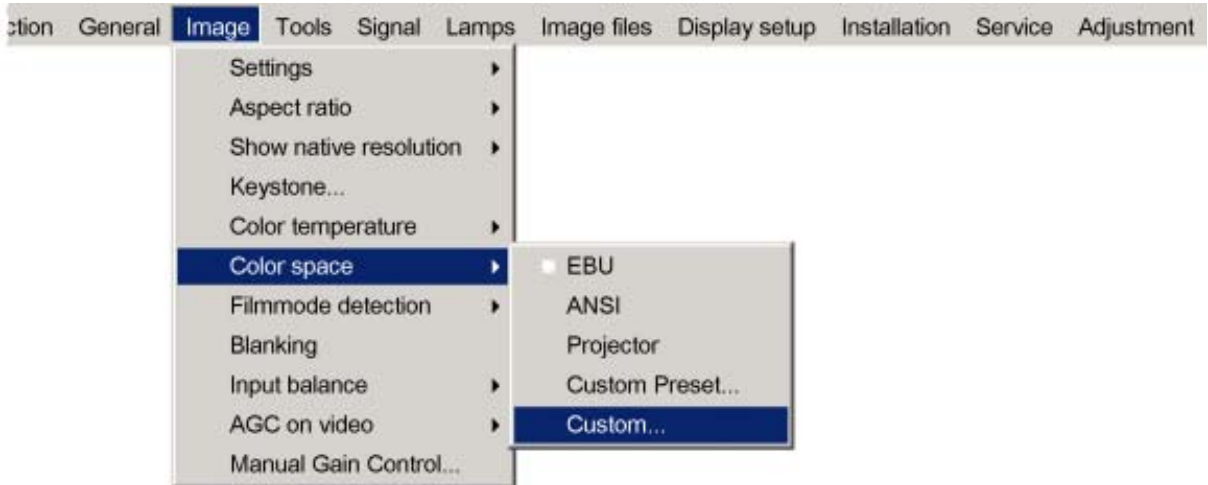 ction General Image Tools Signal Lamps Image files Display setup Installation Service Adjustment
Settings
Aspect ratio
Show native resolution
Keystone...
Color temperature
Color space
Filmmode detection
Blanking
Input balance
AGC on video
Manual Gain Control...
EBU
ANSI
Projector
Custom Preset...
Custom...